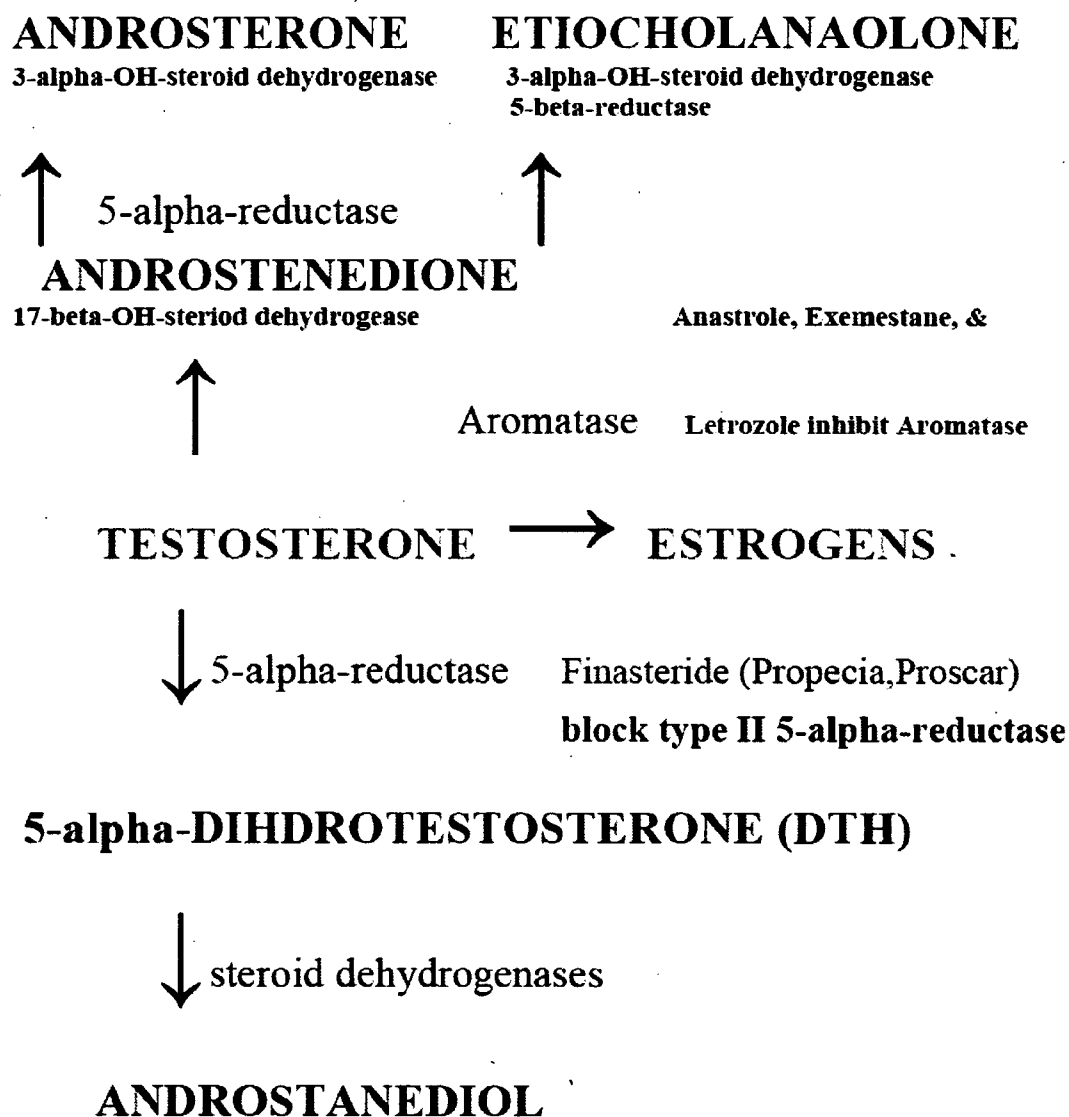 ANDROSTERONE ETIOCHOLANAOLONE
3-alpha-OH-steroid dehydrogenase 3-alpha-OH-steroid dehydrogenase
5-beta-reductase
5-alpha-reductase
ANDROSTENEDIONE
17-beta-OH-steriod dehydrogease Anastrole, Exemestane, &
Aromatase Letrozole inhibit Aromatase
TESTOSTERONE → ESTROGENS
5-alpha-reductase Finasteride (Propecia,Proscar)
block type II 5-alpha-reductase
5-alpha-DIHDROTESTOSTERONE (DTH)
steroid dehydrogenases
ANDROSTANEDIOL